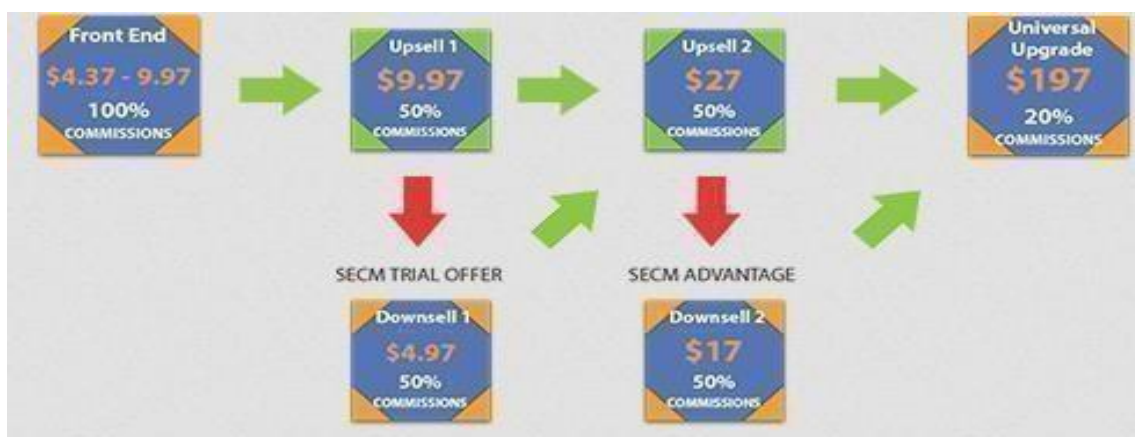 Front End
$4.37 - 9.97
100%
COMMISSIONS
Upsell 1
$9.97
50%
COMMISSIONS
Upsell 2
$27
50%
COMMISSIONS
Universal
Upgrade
$197
20%
COMMISSIONS
SECM TRIAL OFFER
SECM ADVANTAGE
Downsell 1
$4.97
50%
COMMISSIONS
Downsell 2
$17
50%
COMMISSIONS